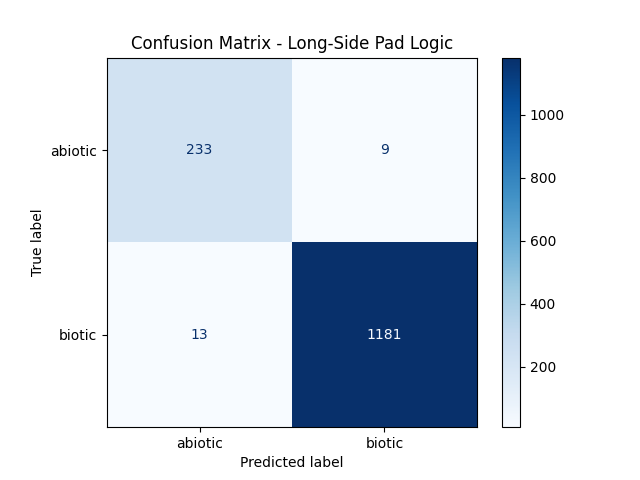 Confusion Matrix - Long-Side Pad Logic
abiotic
233
9
biotic
13
1181
abiotic
biotic
Predicted label
True label
1000
800
600
400
200